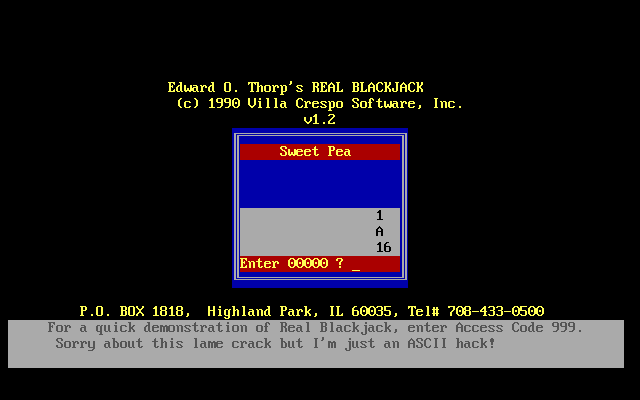 Edward O. Thorp's REAL BLACKJACK
(c) 1990 Villa Crespo Software, Inc.
v1.2
Sweet Pea
1
A
16
Enter 00000 ? _
P.O. BOX 1818, Highland Park, IL 60035, Tel# 708-433-0500
For a quick demonstration of Real Blackjack, enter Access Code 999.
Sorry about this lame crack but I'm just an ASCII hack!